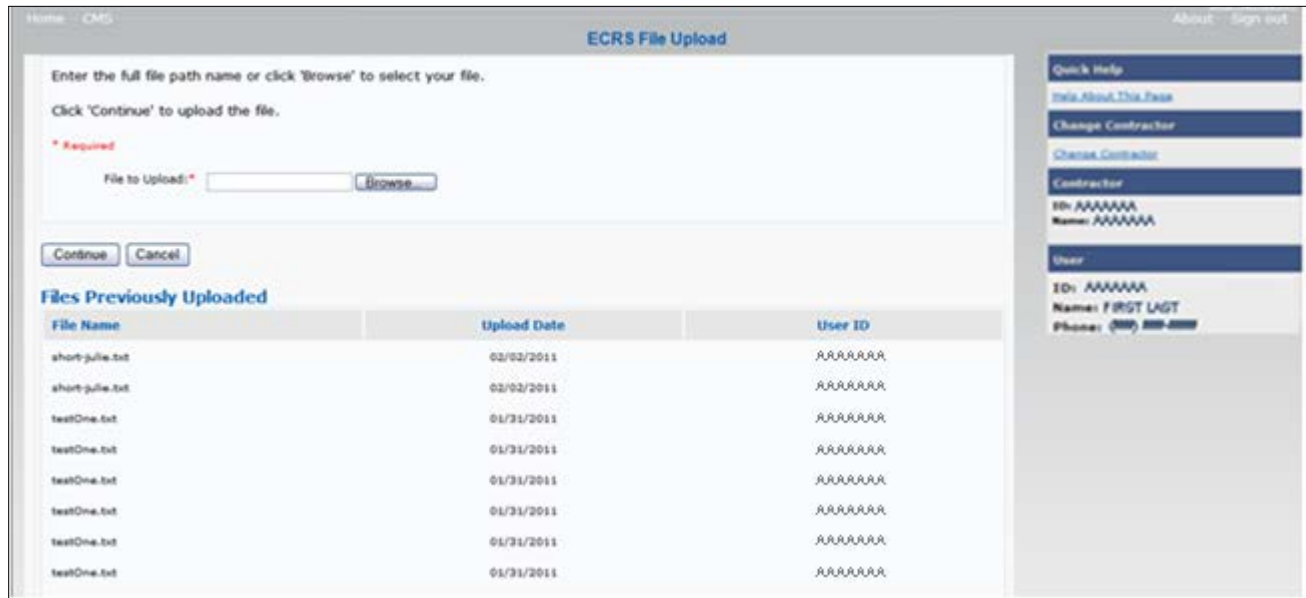 Home CMS
About Sign out
ECRS File Upload
Enter the full file path name or click 'Browse' to select your file.
Click 'Continue' to upload the file.
* Required
File to Upload:* Browse...
Continue Cancel
Files Previously Uploaded
File Name Upload Date User ID
short-julie.txt 02/02/2011 AAAAAAA
short-julie.txt 02/02/2011 AAAAAAA
testOne.txt 01/31/2011 AAAAAAA
testOne.txt 01/31/2011 AAAAAAA
testOne.txt 01/31/2011 AAAAAAA
testOne.txt 01/31/2011 AAAAAAA
testOne.txt 01/31/2011 AAAAAAA
testOne.txt 01/31/2011 AAAAAAA
Quick Help
Help About This Page
Change Contractor
Change Contractor
Contractor
ID: AAAAAAA
Name: AAAAAAA
User
ID: AAAAAAA
Name: FIRST LAST
Phone: (###) ###-####